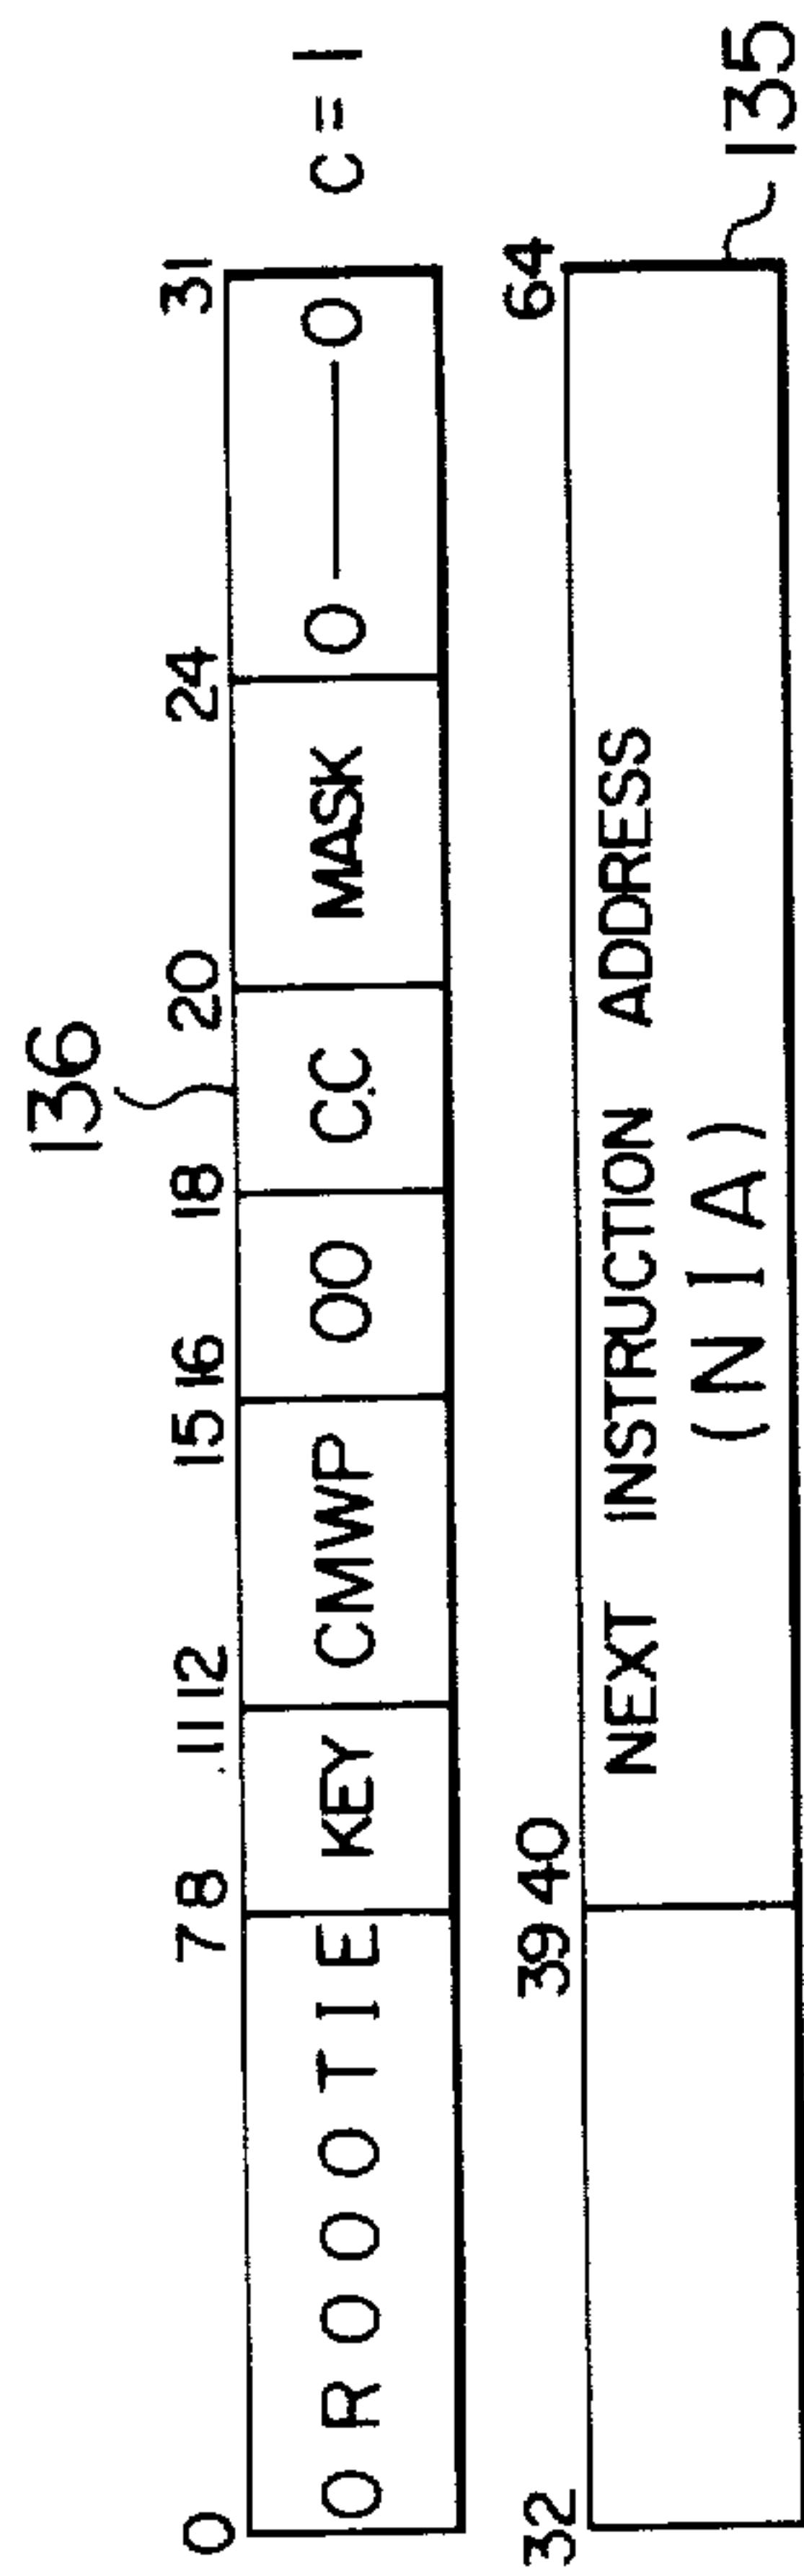 136
0 7 8 11 12 15 16 18 20 24 31
O R O O O T I E KEY CMWP OO C.C MASK O — O C = 1
32 39 40 64
NEXT INSTRUCTION ADDRESS
(NIA)
135